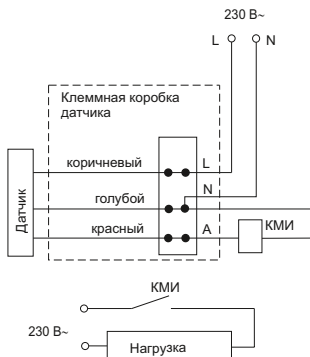 230 В~
L N
Клеммная коробка
датчика
коричневый L
голубой N
красный A
КМИ
Датчик
КМИ
230 В~
Нагрузка